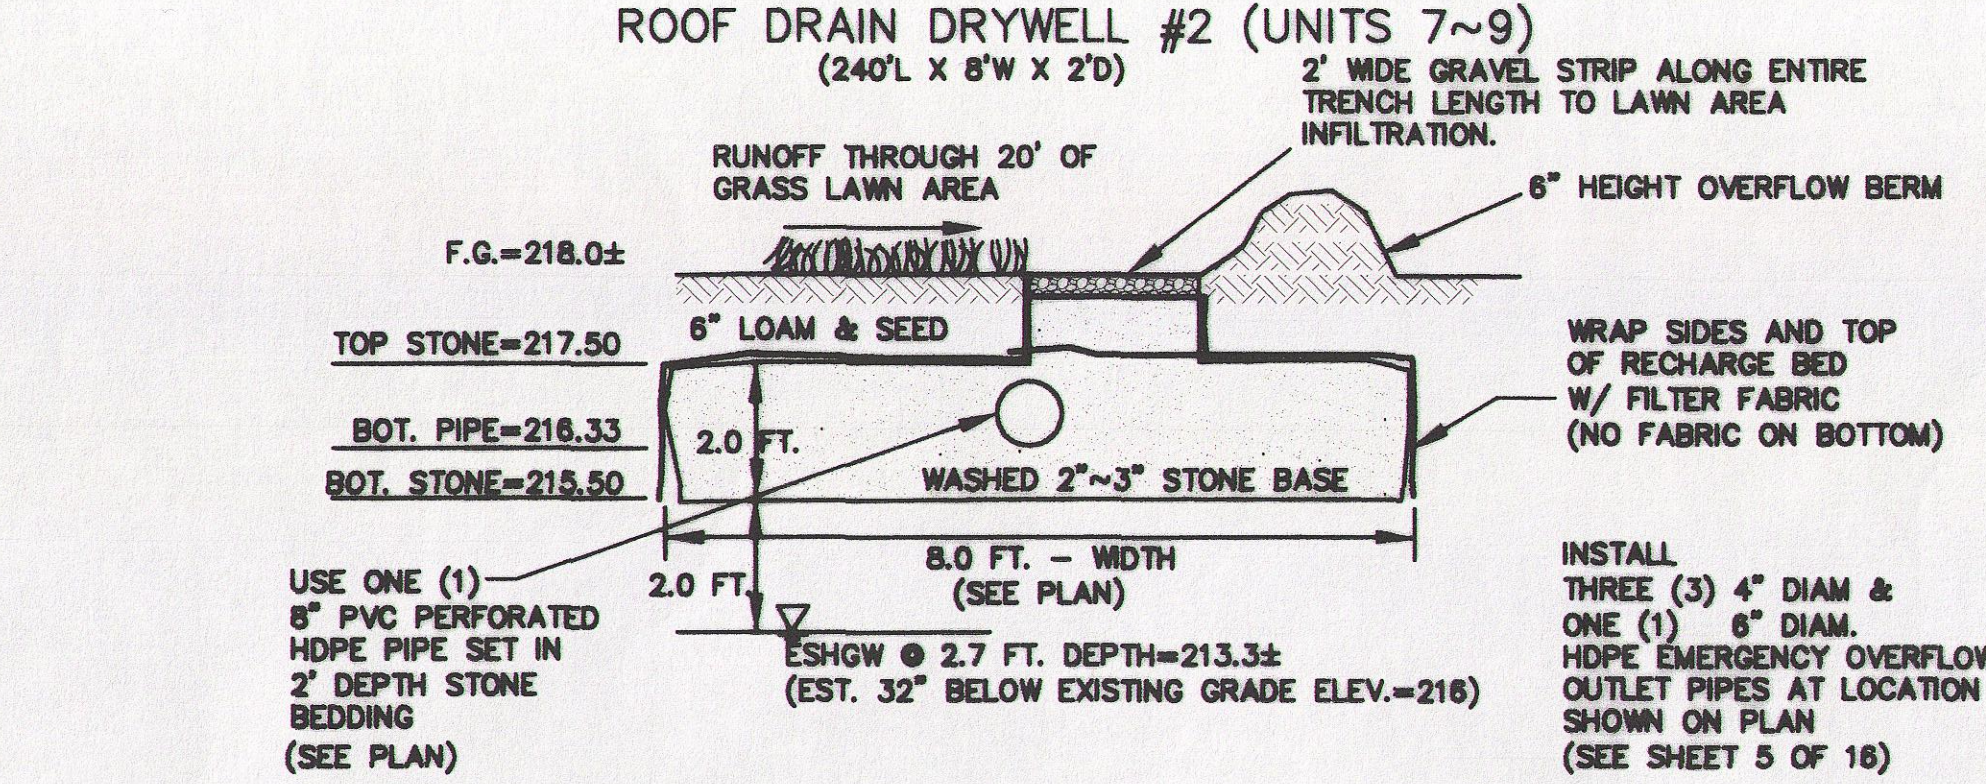 ROOF DRAIN DRYWELL #2 (UNITS 7~9)
(240'L X 8'W X 2'D)
2' WIDE GRAVEL STRIP ALONG ENTIRE
TRENCH LENGTH TO LAWN AREA
INFILTRATION.
RUNOFF THROUGH 20' OF
GRASS LAWN AREA
6" HEIGHT OVERFLOW BERM
F.G.=218.0±
6" LOAM & SEED
TOP STONE=217.50
WRAP SIDES AND TOP
OF RECHARGE BED
W/ FILTER FABRIC
(NO FABRIC ON BOTTOM)
BOT. PIPE=216.33
2.0 FT.
BOT. STONE=215.50
WASHED 2"~3" STONE BASE
8.0 FT. - WIDTH
(SEE PLAN)
2.0 FT.
USE ONE (1)
8" PVC PERFORATED
HDPE PIPE SET IN
2' DEPTH STONE
BEDDING
(SEE PLAN)
ESHGW @ 2.7 FT. DEPTH=213.3±
(EST. 32" BELOW EXISTING GRADE ELEV.=216)
INSTALL
THREE (3) 4" DIAM &
ONE (1) 6" DIAM.
HDPE EMERGENCY OVERFLOW
OUTLET PIPES AT LOCATION
SHOWN ON PLAN
(SEE SHEET 5 OF 16)